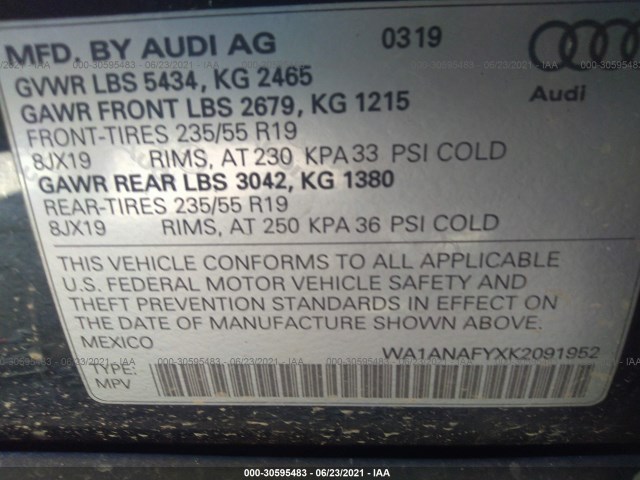 MFD. BY AUDI AG 0319
GVWR LBS 5434, KG 2465
GAWR FRONT LBS 2679, KG 1215
Audi
FRONT-TIRES 235/55 R19
8JX19 RIMS, AT 230 KPA 33 PSI COLD
GAWR REAR LBS 3042, KG 1380
REAR-TIRES 235/55 R19
8JX19 RIMS, AT 250 KPA 36 PSI COLD
THIS VEHICLE CONFORMS TO ALL APPLICABLE
U.S. FEDERAL MOTOR VEHICLE SAFETY AND
THEFT PREVENTION STANDARDS IN EFFECT ON
THE DATE OF MANUFACTURE SHOWN ABOVE.
MEXICO
WA1ANAFYXK2091952
TYPE:
MPV
000-30595483 - 06/23/2021 - IAA